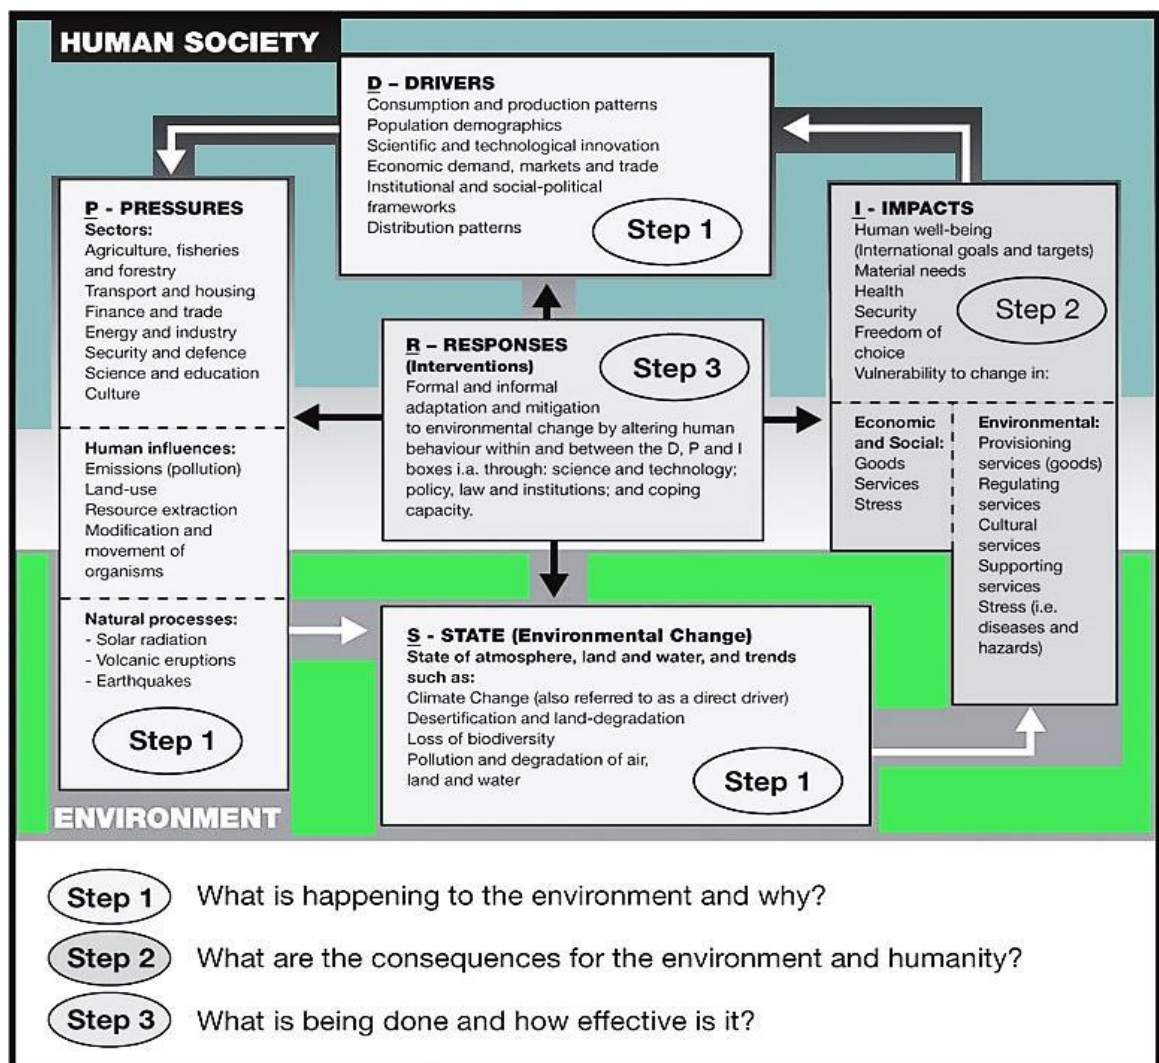 HUMAN SOCIETY
D – DRIVERS
Consumption and production patterns
Population demographics
Scientific and technological innovation
Economic demand, markets and trade
Institutional and social-political
frameworks
Distribution patterns
Step 1
P - PRESSURES
Sectors:
Agriculture, fisheries
and forestry
Transport and housing
Finance and trade
Energy and industry
Security and defence
Science and education
Culture
Human influences:
Emissions (pollution)
Land-use
Resource extraction
Modification and
movement of
organisms
Natural processes:
- Solar radiation
- Volcanic eruptions
- Earthquakes
Step 1
R – RESPONSES
(Interventions)
Formal and informal
adaptation and mitigation
to environmental change by altering human
behaviour within and between the D, P and I
boxes i.a. through: science and technology;
policy, law and institutions; and coping
capacity.
Step 3
I - IMPACTS
Human well-being
(International goals and targets)
Material needs
Health
Security
Freedom of
choice
Vulnerability to change in:
Step 2
Economic
and Social:
Goods
Services
Stress
Environmental:
Provisioning
services (goods)
Regulating
services
Cultural
services
Supporting
services
Stress (i.e.
diseases and
hazards)
S - STATE (Environmental Change)
State of atmosphere, land and water, and trends
such as:
Climate Change (also referred to as a direct driver)
Desertification and land-degradation
Loss of biodiversity
Pollution and degradation of air,
land and water
Step 1
ENVIRONMENT
Step 1 What is happening to the environment and why?
Step 2 What are the consequences for the environment and humanity?
Step 3 What is being done and how effective is it?